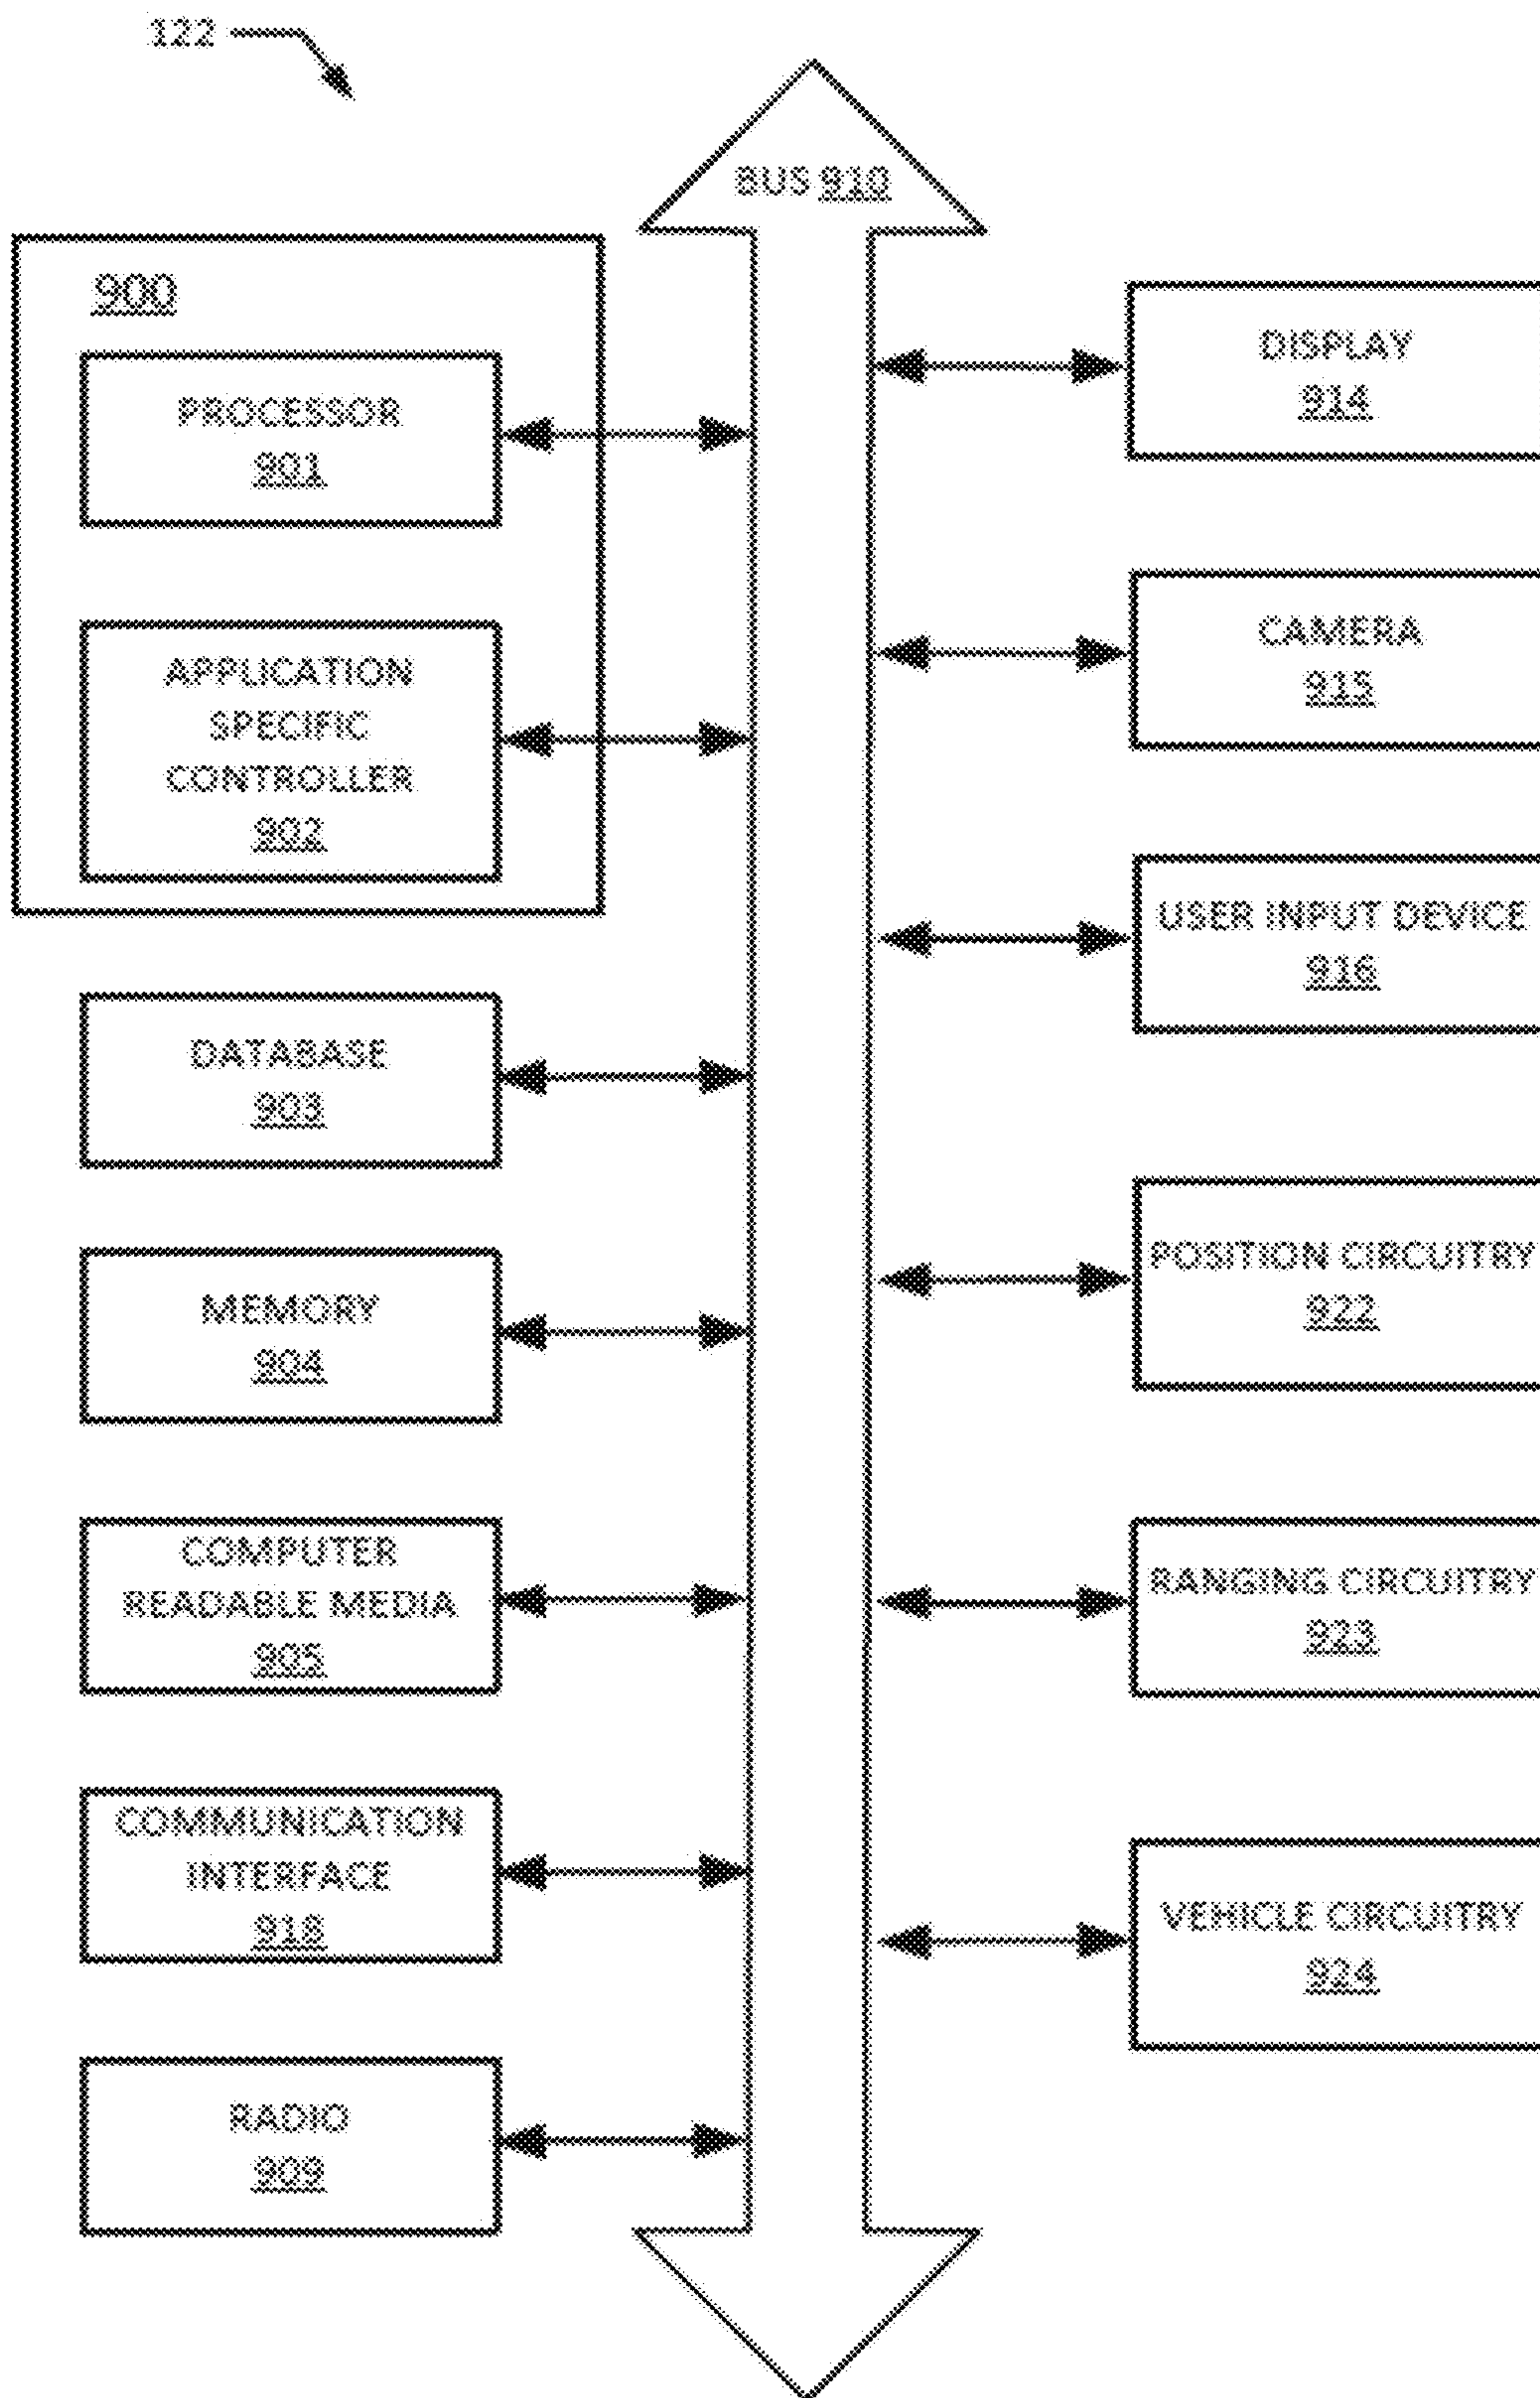 122
BUS 910
900
PROCESSOR
901
APPLICATION
SPECIFIC
CONTROLLER
902
DATABASE
903
MEMORY
904
COMPUTER
READABLE MEDIA
905
COMMUNICATION
INTERFACE
918
RADIO
909
DISPLAY
914
CAMERA
915
USER INPUT DEVICE
916
POSITION CIRCUITRY
922
RANGING CIRCUITRY
923
VEHICLE CIRCUITRY
924